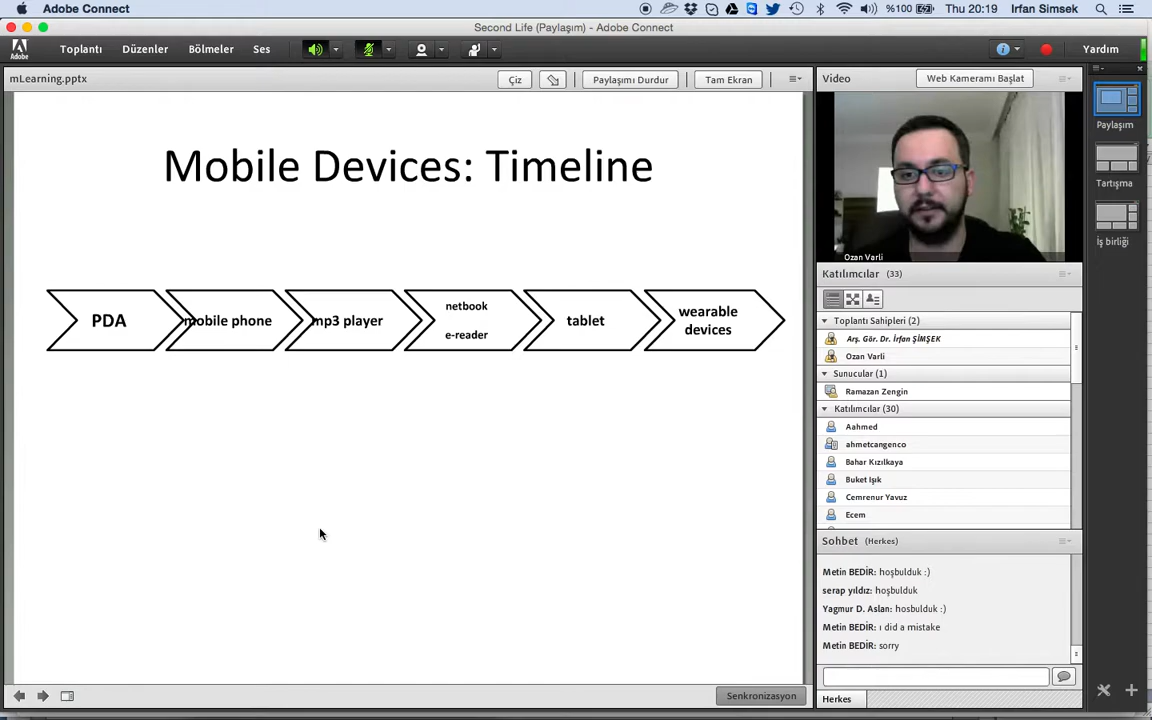 Adobe Connect
%100
Thu 20:19
Irfan Simsek
Second Life (Paylaşım) - Adobe Connect
Adobe
Toplantı
Düzenler
Bölmeler
Ses
Yardım
mLearning.pptx
Çiz
Paylaşımı Durdur
Tam Ekran
Mobile Devices: Timeline
PDA
mobile phone
mp3 player
netbook
e-reader
tablet
wearable
devices
Senkronizasyon
Video
Web Kameramı Başlat
Ozan Varli
Katılımcılar (33)
Toplantı Sahipleri (2)
Arş. Gör. Dr. İrfan ŞİMŞEK
Ozan Varli
Sunucular (1)
Ramazan Zengin
Katılımcılar (30)
Aahmed
ahmetcangenco
Bahar Kızılkaya
Buket Işık
Cemrenur Yavuz
Ecem
Sohbet (Herkes)
Metin BEDİR: hoşbulduk :)
serap yıldız: hoşbulduk
Yagmur D. Aslan: hosbulduk :)
Metin BEDİR: ı did a mistake
Metin BEDİR: sorry
Herkes
Paylaşım
Tartışma
İş birliği